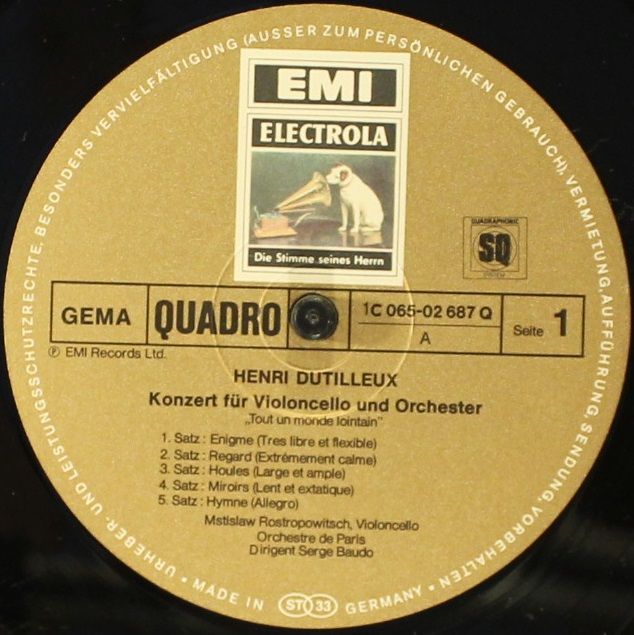 URHEBER- UND LEISTUNGSSCHUTZRECHTE, BESONDERS VERVIELFÄLTIGUNG (AUSSER ZUM PERSÖNLICHEN GEBRAUCH), VERMIETUNG, AUFFÜHRUNG, SENDUNG, VORBEHALTEN
EMI
ELECTROLA
Die Stimme seines Herrn
QUADRAPHONIC
SQ
SYSTEM
GEMA
QUADRO
1C 065-02 687 Q
A
Seite 1
℗ EMI Records Ltd.
HENRI DUTILLEUX
Konzert für Violoncello und Orchester
„Tout un monde lointain"
1. Satz: Enigme (Tres libre et flexible)
2. Satz: Regard (Extrémement calme)
3. Satz: Houles (Large et ample)
4. Satz: Miroirs (Lent et extatique)
5. Satz: Hymne (Allegro)
Mstislaw Rostropowitsch, Violoncello
Orchestre de Paris
Dirigent Serge Baudo
• MADE IN ST 33 GERMANY •